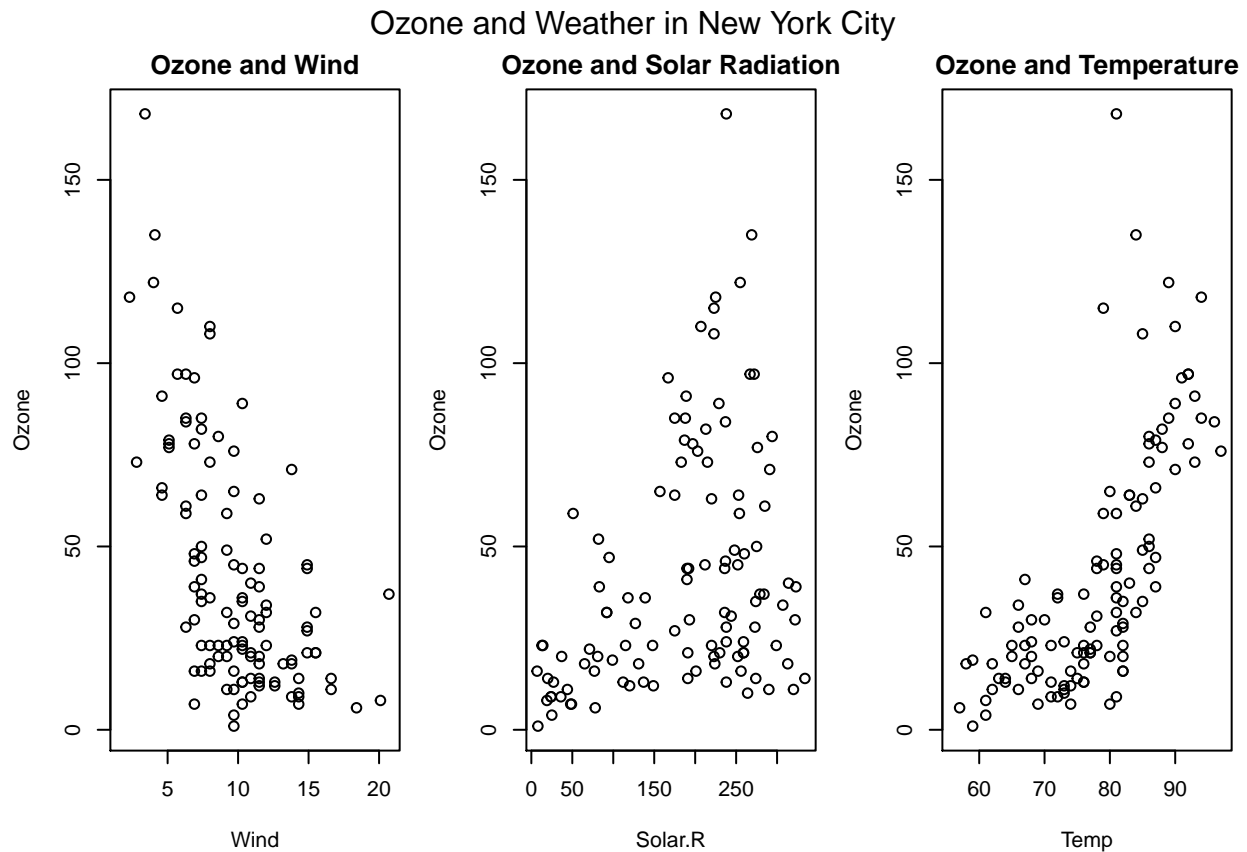 Ozone and Weather in New York City
Ozone and Wind
Ozone
0 50 100 150
5 10 15 20
Wind
Ozone and Solar Radiation
Ozone
0 50 100 150
0 50 150 250
Solar.R
Ozone and Temperature
Ozone
0 50 100 150
60 70 80 90
Temp